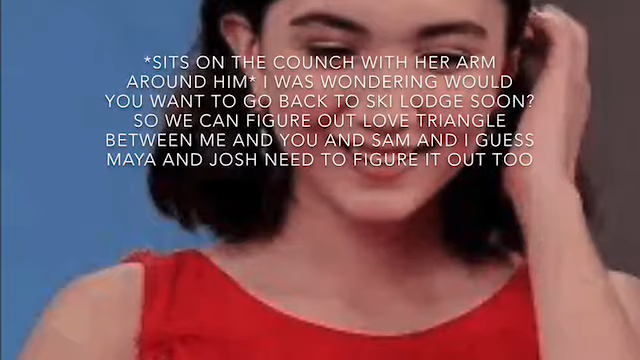 *SITS ON THE COUNCH WITH HER ARM
AROUND HIM* I WAS WONDERING WOULD
YOU WANT TO GO BACK TO SKI LODGE SOON?
SO WE CAN FIGURE OUT LOVE TRIANGLE
BETWEEN ME AND YOU AND SAM AND I GUESS
MAYA AND JOSH NEED TO FIGURE IT OUT TOO